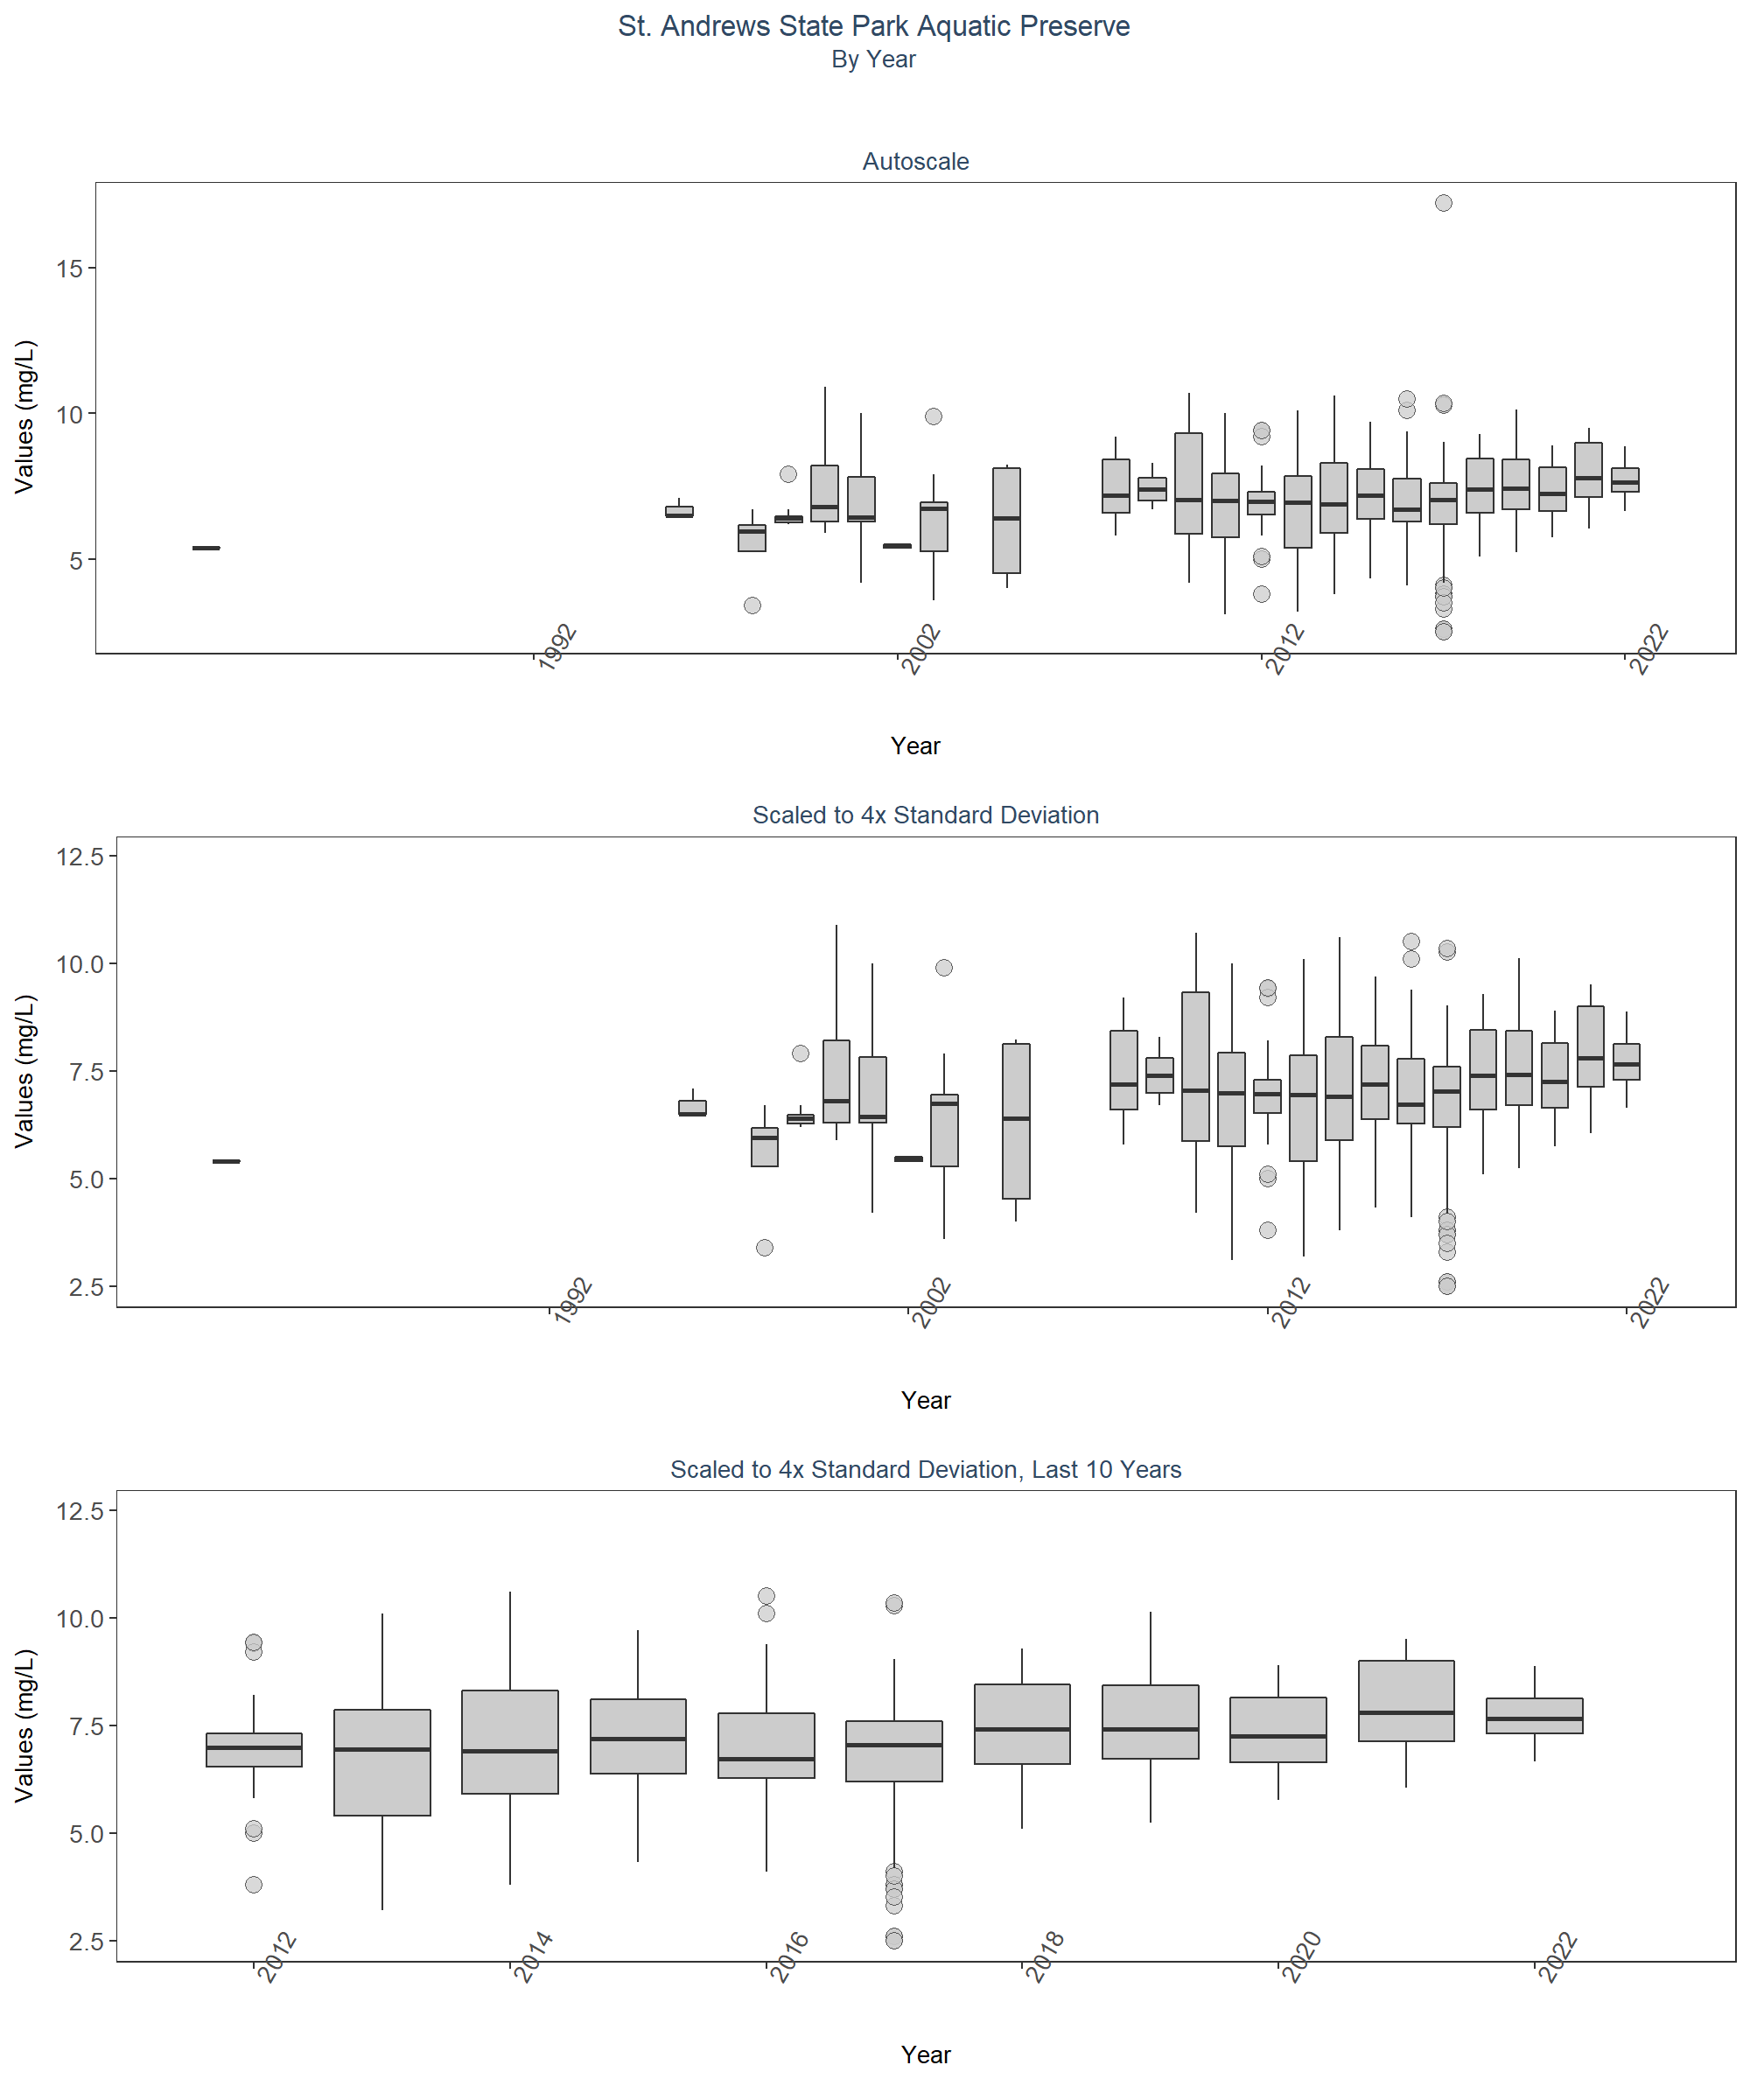 St. Andrews State Park Aquatic Preserve
By Year
Autoscale
Values (mg/L)
15
10
5
1992
2002
2012
2022
Year
Scaled to 4x Standard Deviation
Values (mg/L)
12.5
10.0
7.5
5.0
2.5
1992
2002
2012
2022
Year
Scaled to 4x Standard Deviation, Last 10 Years
Values (mg/L)
12.5
10.0
7.5
5.0
2.5
2012
2014
2016
2018
2020
2022
Year